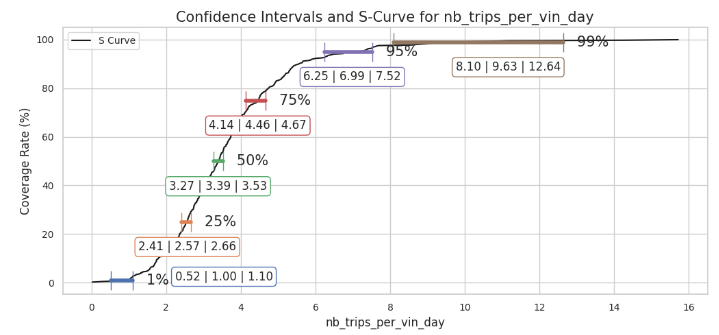 Confidence Intervals and S-Curve for nb_trips_per_vin_day
100
S Curve
99%
95%
8.10 | 9.63 | 12.64
6.25 | 6.99 | 7.52
80
75%
4.14 | 4.46 | 4.67
60
50%
3.27 | 3.39 | 3.53
40
25%
2.41 | 2.57 | 2.66
20
1%
0.52 | 1.00 | 1.10
0
Coverage Rate (%)
0 2 4 6 8 10 12 14 16
nb_trips_per_vin_day